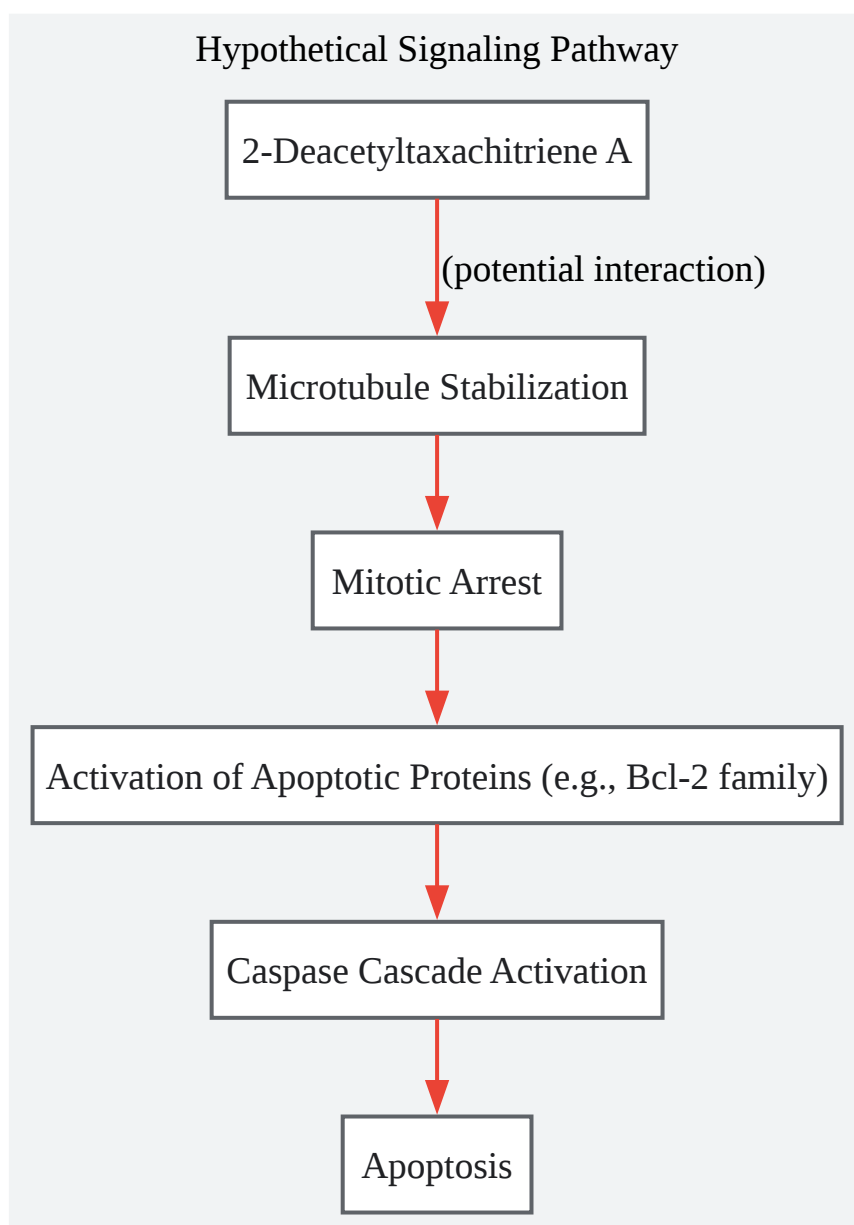 Hypothetical Signaling Pathway
2-Deacetyltaxachitriene A
(potential interaction)
Microtubule Stabilization
Mitotic Arrest
Activation of Apoptotic Proteins (e.g., Bcl-2 family)
Caspase Cascade Activation
Apoptosis